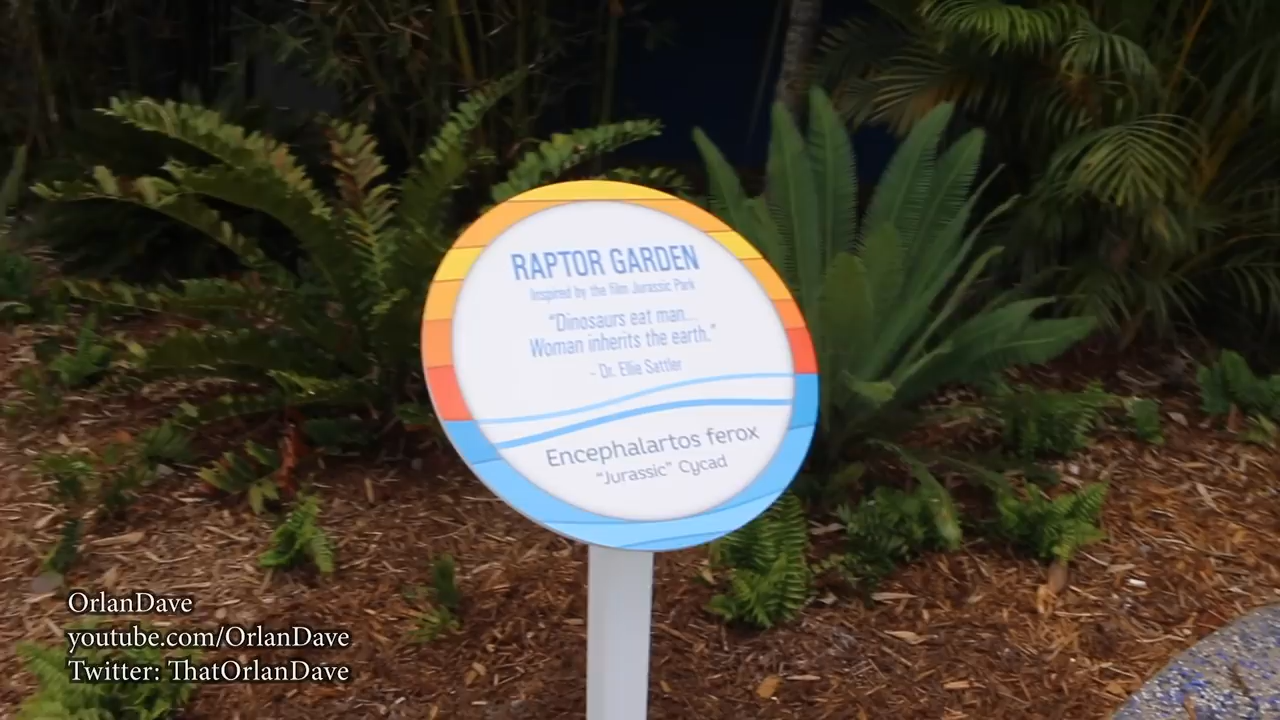 RAPTOR GARDEN
Inspired by the film Jurassic Park
"Dinosaurs eat man...
Woman inherits the earth."
- Dr. Ellie Sattler
Encephalartos ferox
"Jurassic" Cycad
OrlanDave
youtube.com/OrlanDave
Twitter: ThatOrlanDave